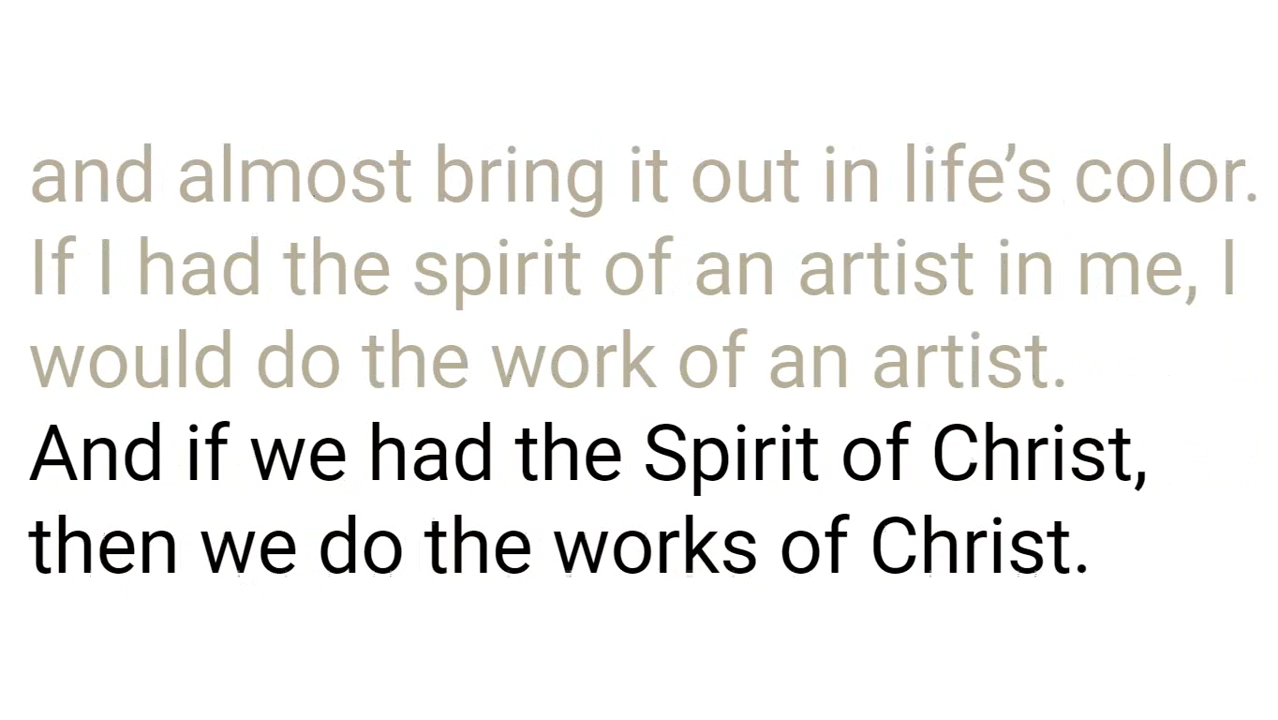 and almost bring it out in life’s color.
If I had the spirit of an artist in me, I
would do the work of an artist.
And if we had the Spirit of Christ,
then we do the works of Christ.